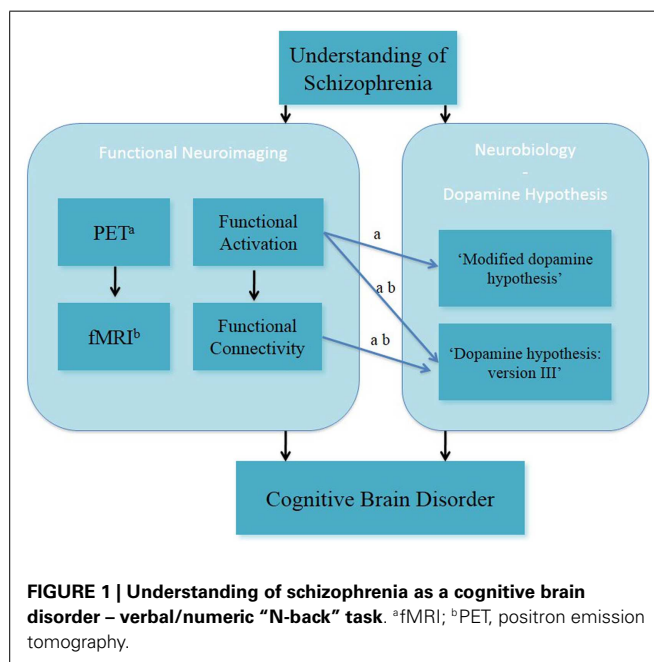 Understanding of
Schizophrenia
Functional Neuroimaging
Neurobiology
-
Dopamine Hypothesis
PETᵃ
Functional
Activation
a
'Modified dopamine
hypothesis'
a b
fMRIᵇ
Functional
Connectivity
a b
'Dopamine hypothesis:
version III'
Cognitive Brain Disorder
FIGURE 1 | Understanding of schizophrenia as a cognitive brain
disorder – verbal/numeric “N-back” task. ᵃfMRI; ᵇPET, positron emission
tomography.